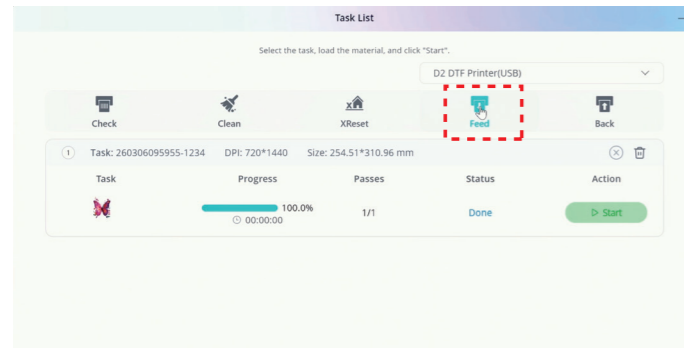 Task List
Select the task, load the material, and click "Start".
D2 DTF Printer(USB)
Check Clean XReset Feed Back
1 Task: 260306095955-1234 DPI: 720*1440 Size: 254.51*310.96 mm
Task Progress Passes Status Action
100.0% 1/1 Done Start
00:00:00